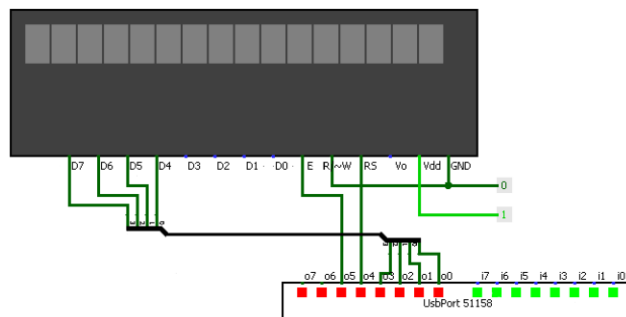 D7 D6 D5 D4 D3 D2 D1 D0 E R~W RS Vo Vdd GND
0
1
o7 o6 o5 o4 o3 o2 o1 o0 i7 i6 i5 i4 i3 i2 i1 i0
UsbPort 51158